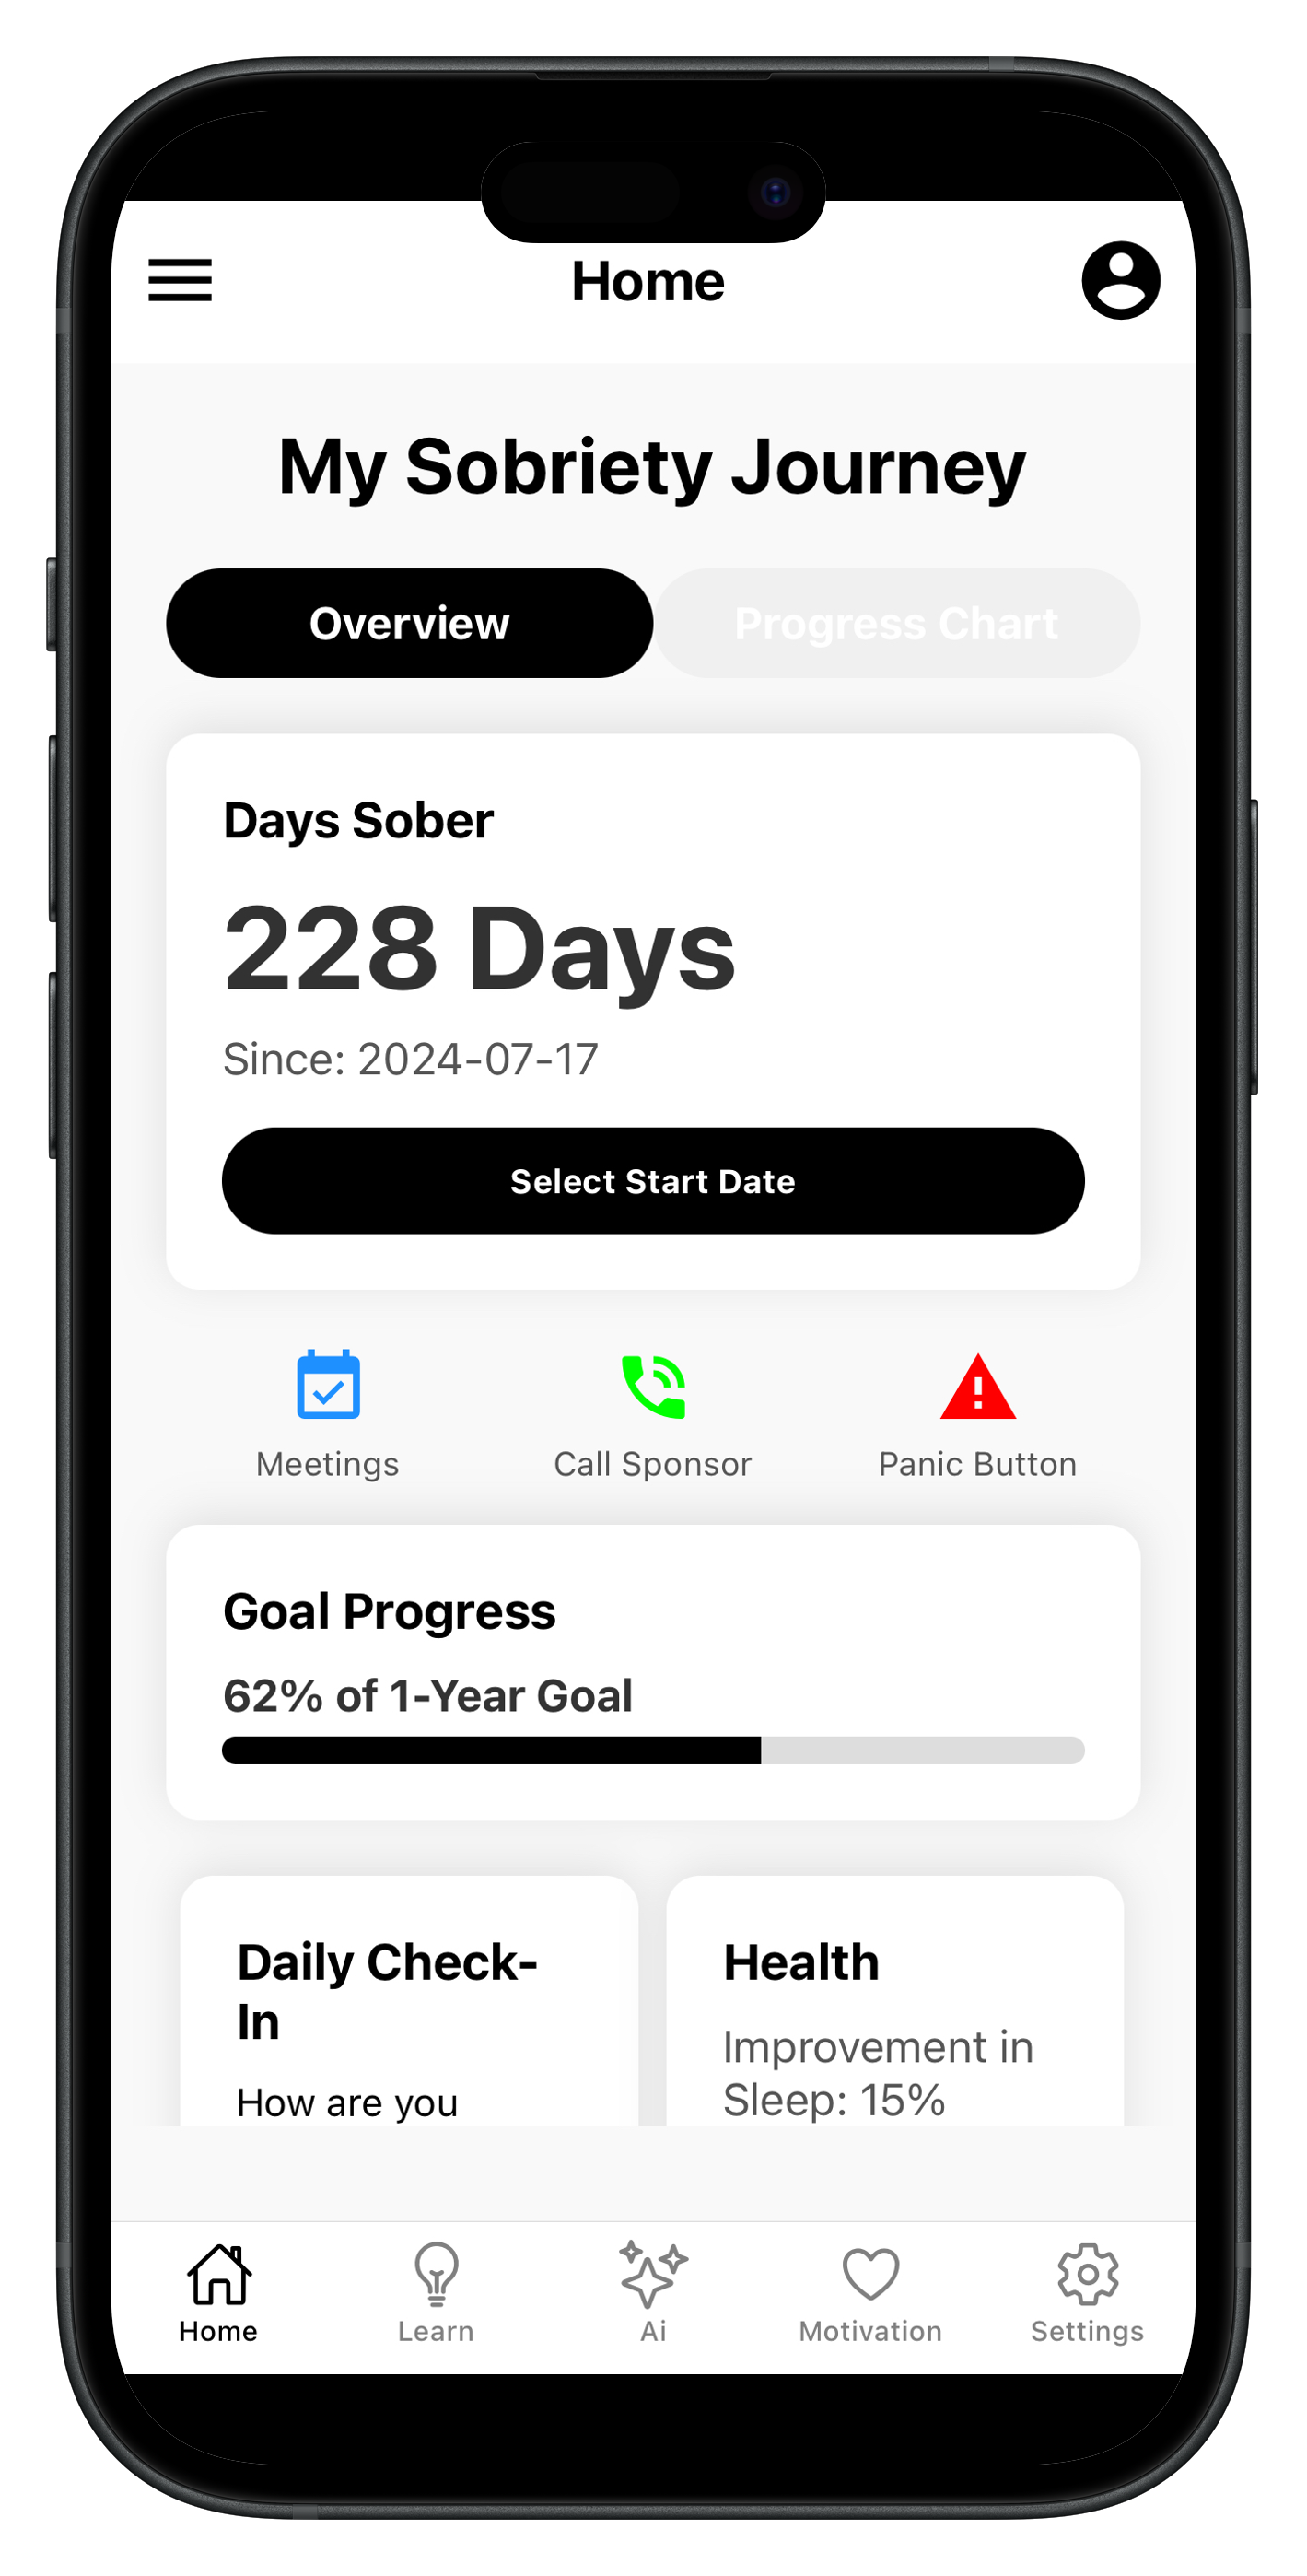 Home
My Sobriety Journey
Overview
Progress Chart
Days Sober
228 Days
Since: 2024-07-17
Select Start Date
Meetings
Call Sponsor
Panic Button
Goal Progress
62% of 1-Year Goal
Daily Check-
In
How are you
Health
Improvement in
Sleep: 15%
Home
Learn
Ai
Motivation
Settings